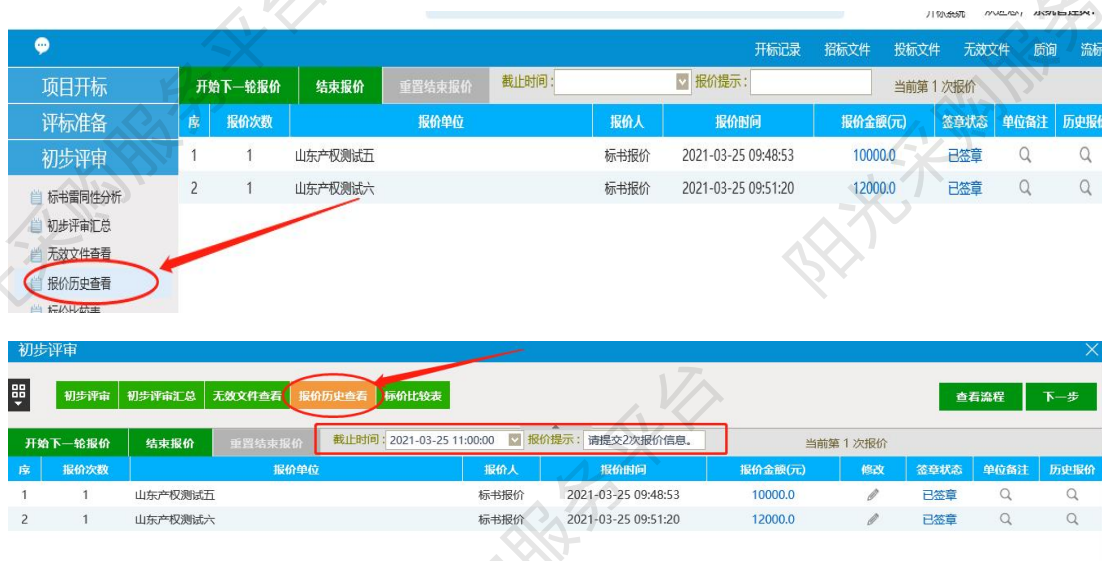 开标记录 招标文件 投标文件 无效文件 质询 流标
项目开标
开始下一轮报价 结束报价 重置结束报价 截止时间: 报价提示: 当前第 1 次报价
评标准备
序 报价次数 报价单位 报价人 报价时间 报价金额(元) 签章状态 单位备注 历史报价
初步评审
1 1 山东产权测试五 标书报价 2021-03-25 09:48:53 10000.0 已签章
2 1 山东产权测试六 标书报价 2021-03-25 09:51:20 12000.0 已签章
标书雷同性分析
初步评审汇总
无效文件查看
报价历史查看
标价比较表
初步评审
初步评审 初步评审汇总 无效文件查看 报价历史查看 标价比较表 查看流程 下一步
开始下一轮报价 结束报价 重置结束报价 截止时间: 2021-03-25 11:00:00 报价提示: 请提交2次报价信息。 当前第 1 次报价
序 报价次数 报价单位 报价人 报价时间 报价金额(元) 修改 签章状态 单位备注 历史报价
1 1 山东产权测试五 标书报价 2021-03-25 09:48:53 10000.0 已签章
2 1 山东产权测试六 标书报价 2021-03-25 09:51:20 12000.0 已签章